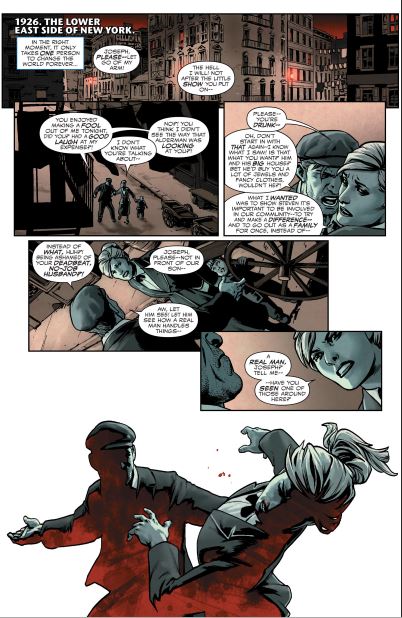 1926. THE LOWER
EAST SIDE OF NEW YORK.
IN THE RIGHT
MOMENT, IT ONLY
TAKES ONE PERSON
TO CHANGE THE
WORLD FOREVER...
JOSEPH,
PLEASE--LET
GO OF MY
ARM!
THE HELL
I WILL! NOT
AFTER THE LITTLE
SHOW YOU
PUT ON--
YOU ENJOYED
MAKING A FOOL
OUT OF ME TONIGHT,
DIDJA? YOUP HAD A GOOD
LAUGH AT MY
EXPENSE?!
I DON'T
KNOW WHAT
YOU'RE TALKING
ABOUT--
NOP! YOU
THINK I DIDN'T
SEE THE WAY THAT
ALDERMAN WAS
LOOKING
AT YOU?!
PLEASE--
YOU'RE
DRUNK--
OH, DON'T
START IN WITH
THAT AGAIN--I KNOW
WHAT I SAW! IS THAT
WHAT YOU WANT? HIM
AND HIS BIG HOUSE?
BET HE'D BUY YOU A
LOT OF JEWELS AND
FANCY CLOTHES,
WOULDN'T HE?!
WHAT I WANTED
WAS TO SHOW STEVEN IT'S
IMPORTANT TO BE INVOLVED
IN OUR COMMUNITY--TO TRY
AND MAKE A DIFFERENCE--
AND TO GO OUT AS A FAMILY
FOR ONCE, INSTEAD OF--
INSTEAD OF
WHAT, HUH?!
BEING ASHAMED OF
YOUR DEADBEAT,
NO-JOB
HUSBAND?!
JOSEPH,
PLEASE--NOT IN
FRONT OF OUR
SON--
AW, LET
HIM SEE! LET HIM
SEE HOW A REAL
MAN HANDLES
THINGS--
A
REAL MAN,
JOSEPH?
TELL ME--
--HAVE YOU
SEEN ONE OF
THOSE AROUND
HERE?